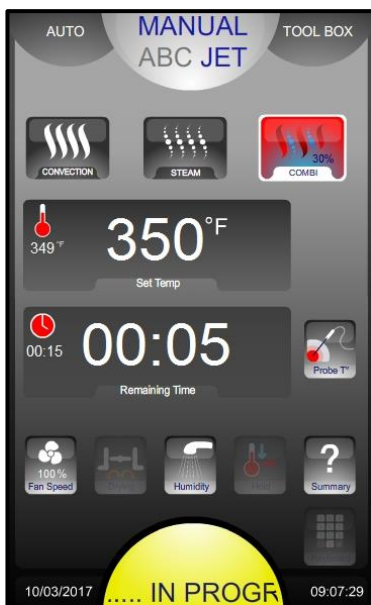 AUTO
MANUAL
TOOL BOX
ABC JET
CONVECTION
STEAM
30%
COMBI
349 °F
350°F
Set Temp
00:15
00:05
Remaining Time
Probe T°
100%
Fan Speed
Humidity
?
Summary
10/03/2017
..... IN PROGR
09:07:29